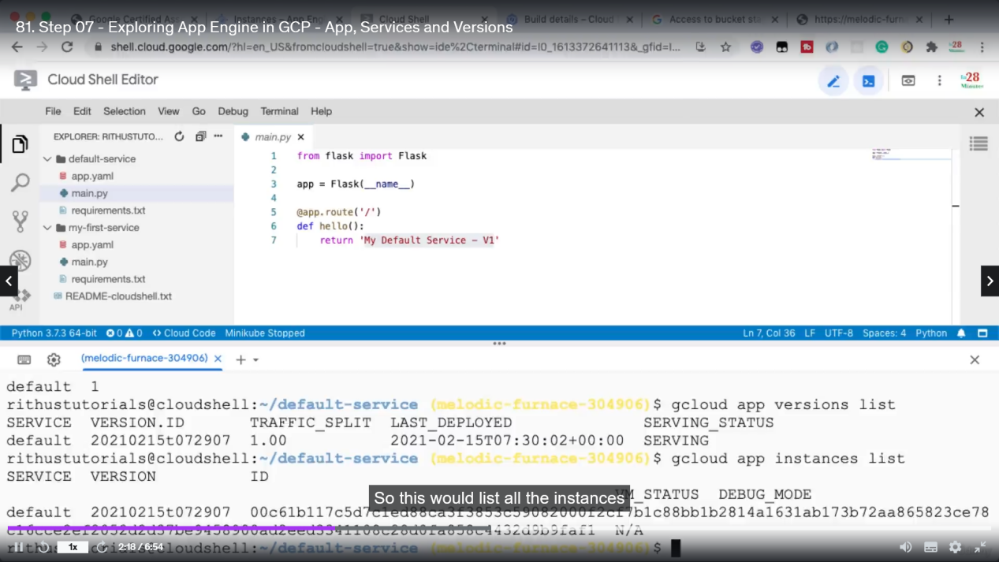 Google Certified Ass
Instances - App Eng
Cloud Shell
Build details - Cloud
Access to bucket sta
https://melodic-furn
81. Step 07 - Exploring App Engine in GCP - App, Services and Versions
shell.cloud.google.com/?hl=en_US&fromcloudshell=true&show=ide%2Cterminal#id=I0_1613372641113&_gfid=I...
Cloud Shell Editor
in28
Minutes
File Edit Selection View Go Debug Terminal Help
EXPLORER: RITHUSTUTO...
main.py
default-service
app.yaml
main.py
requirements.txt
my-first-service
app.yaml
main.py
requirements.txt
README-cloudshell.txt
API
1 from flask import Flask
2
3 app = Flask(__name__)
4
5 @app.route('/')
6 def hello():
7 return 'My Default Service - V1'
Python 3.7.3 64-bit 0 0 Cloud Code Minikube Stopped Ln 7, Col 36 LF UTF-8 Spaces: 4 Python
(melodic-furnace-304906)
default 1
rithustutorials@cloudshell:~/default-service (melodic-furnace-304906)$ gcloud app versions list
SERVICE VERSION.ID TRAFFIC_SPLIT LAST_DEPLOYED SERVING_STATUS
default 20210215t072907 1.00 2021-02-15T07:30:02+00:00 SERVING
rithustutorials@cloudshell:~/default-service (melodic-furnace-304906)$ gcloud app instances list
SERVICE VERSION ID
So this would list all the instances
VM_STATUS DEBUG_MODE
default 20210215t072907 00c61b117c5d7c1ed88ca3f3853c59082000f2cf7b1c88bb1b2814a1631ab173b72aa865823ce78
N/A
1x 2:18 / 6:54
cloudshell:~/default-service (melodic-furnace-304906)$